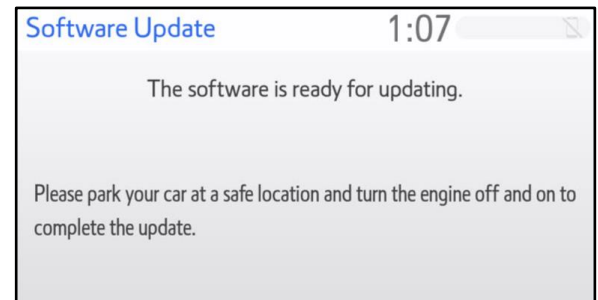 Software Update 1:07
The software is ready for updating.
Please park your car at a safe location and turn the engine off and on to
complete the update.